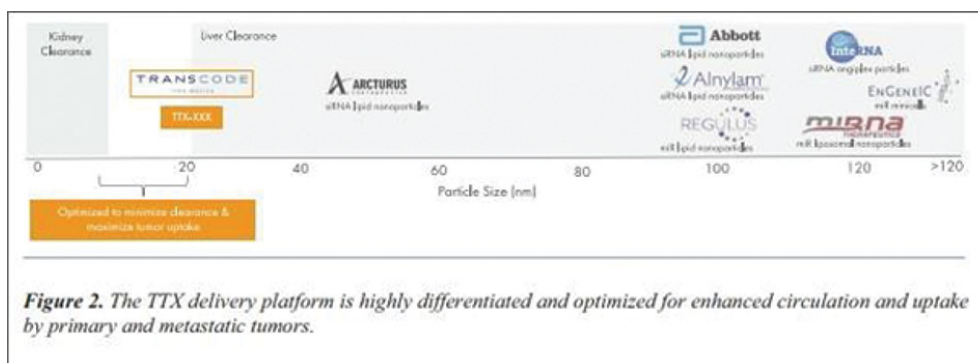 Kidney
Clearance
Liver Clearance
TRANSCODE
TTX-XXX
ARCTURUS
siRNA lipid nanoparticles
Abbott
siRNA lipid nanoparticles
Alnylam
siRNA lipid nanoparticles
REGULUS
miR lipid nanoparticles
InteRNA
siRNA angiplex particles
ENGENEIC
miR minicells
miRNA
THERAPEUTICS
miR liposomal nanoparticles
0 20 40 60 80 100 120 >120
Particle Size (nm)
Optimized to minimize clearance &
maximize tumor uptake
Figure 2. The TTX delivery platform is highly differentiated and optimized for enhanced circulation and uptake
by primary and metastatic tumors.